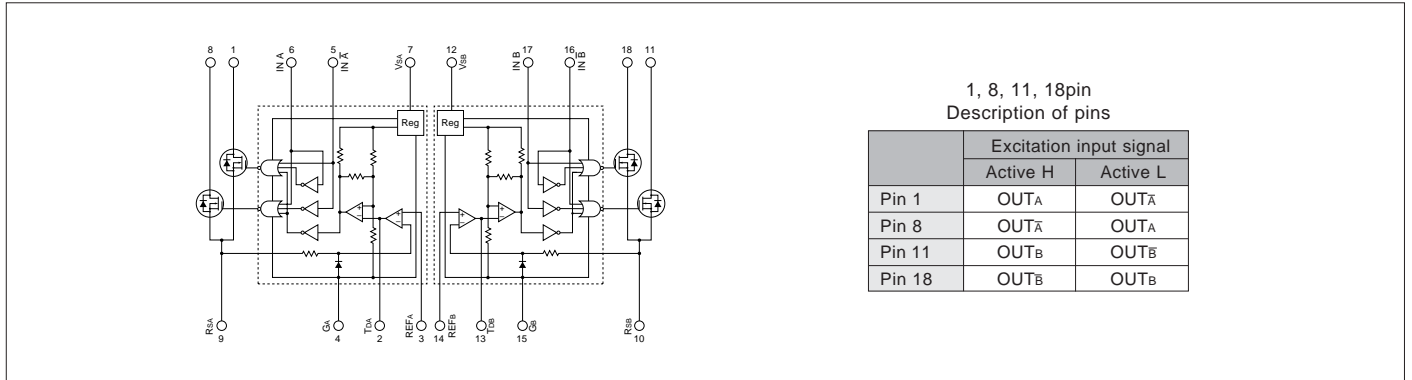 8 1 6 5 7 12 17 16 18 11
IN A IN A̅ VSA VSB IN B IN B̅
Reg Reg
+ − + − + − + −
RSA GA TDA REFA REFB TDB GB RSB
9 4 2 3 14 13 15 10
1, 8, 11, 18pin
Description of pins
Excitation input signal
Active H Active L
Pin 1 OUTA OUTA̅
Pin 8 OUTA̅ OUTA
Pin 11 OUTB OUTB̅
Pin 18 OUTB̅ OUTB